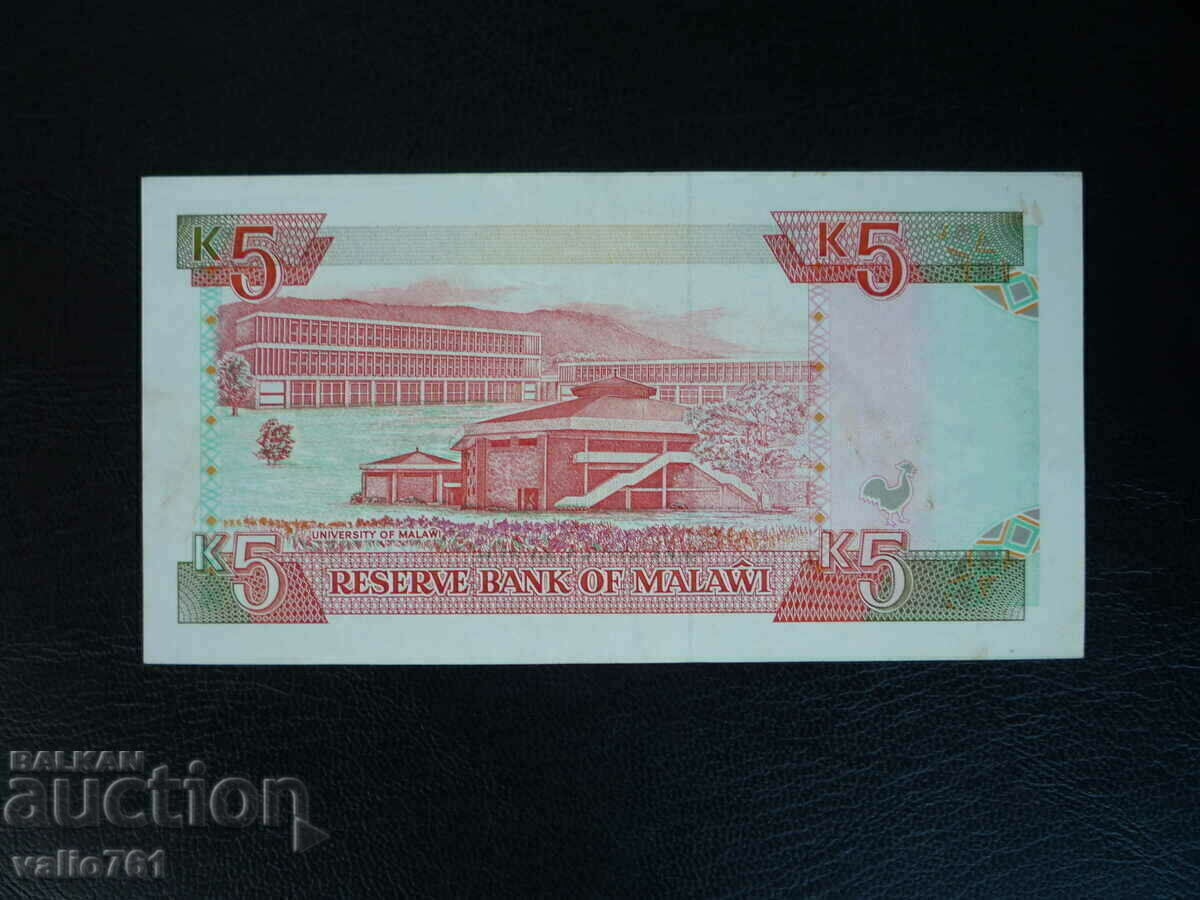 K5 K5
UNIVERSITY OF MALAWI
K5 K5
RESERVE BANK OF MALAŴI
BALKAN
auction
valio761